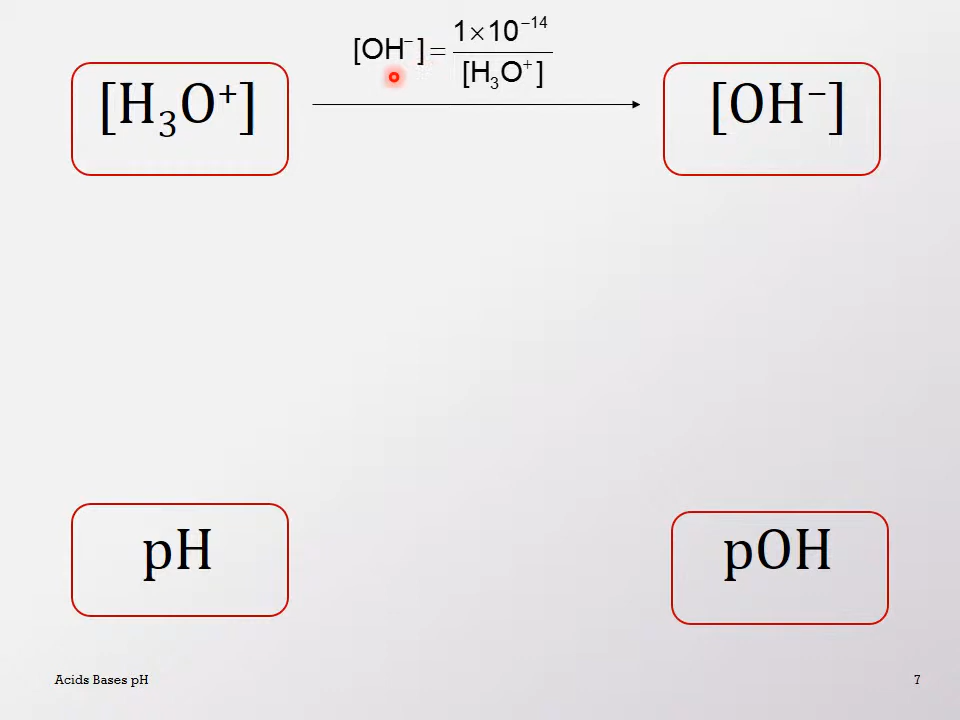 [OH⁻] = 1×10⁻¹⁴ / [H₃O⁺]
[H₃O⁺]
[OH⁻]
pH
pOH
Acids Bases pH
7